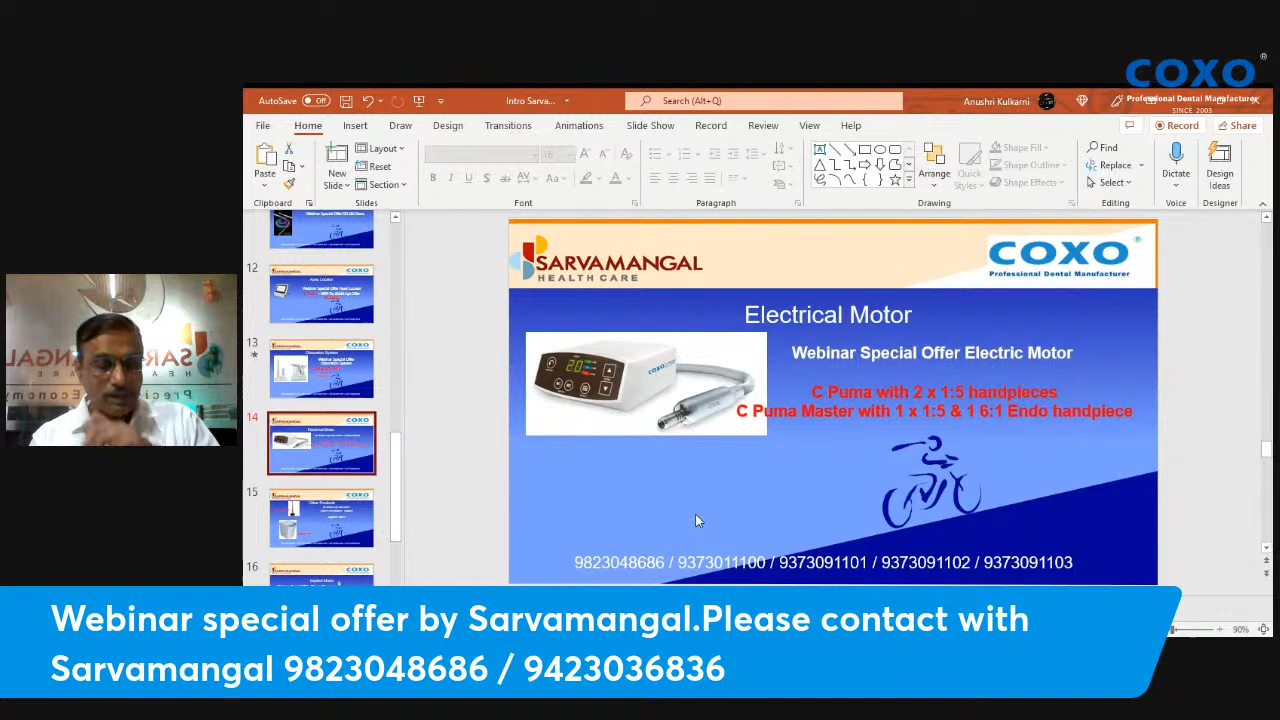 COXO ®
Professional Dental Manufacturer
SINCE 2003
AutoSave Off
Intro Sarva...
Search (Alt+Q)
Anushri Kulkarni
File Home Insert Draw Design Transitions Animations Slide Show Record Review View Help
Record Share
Paste
New Slide
Layout
Reset
Section
16
Arrange
Quick Styles
Shape Fill
Shape Outline
Shape Effects
Find
Replace
Select
Dictate
Design Ideas
Clipboard Slides Font Paragraph Drawing Editing Voice Designer
12
13
14
15
16
SARVAMANGAL
HEALTH CARE
COXO ®
Professional Dental Manufacturer
Electrical Motor
Webinar Special Offer Electric Motor
C Puma with 2 x 1:5 handpieces
C Puma Master with 1 x 1:5 & 1 6:1 Endo handpiece
9823048686 / 9373011100 / 9373091101 / 9373091102 / 9373091103
90%
Webinar special offer by Sarvamangal.Please contact with
Sarvamangal 9823048686 / 9423036836